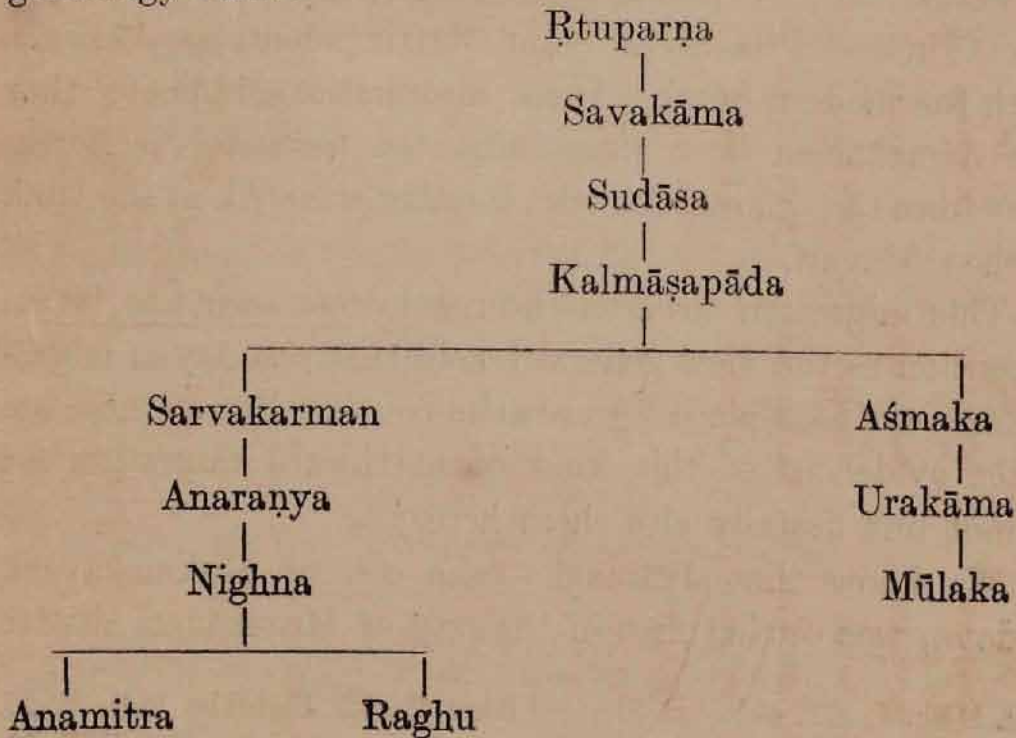 Ṛtuparṇa
Savakāma
Sudāsa
Kalmāṣapāda
Sarvakarman Aśmaka
Anaraṇya Urakāma
Nighna Mūlaka
Anamitra Raghu